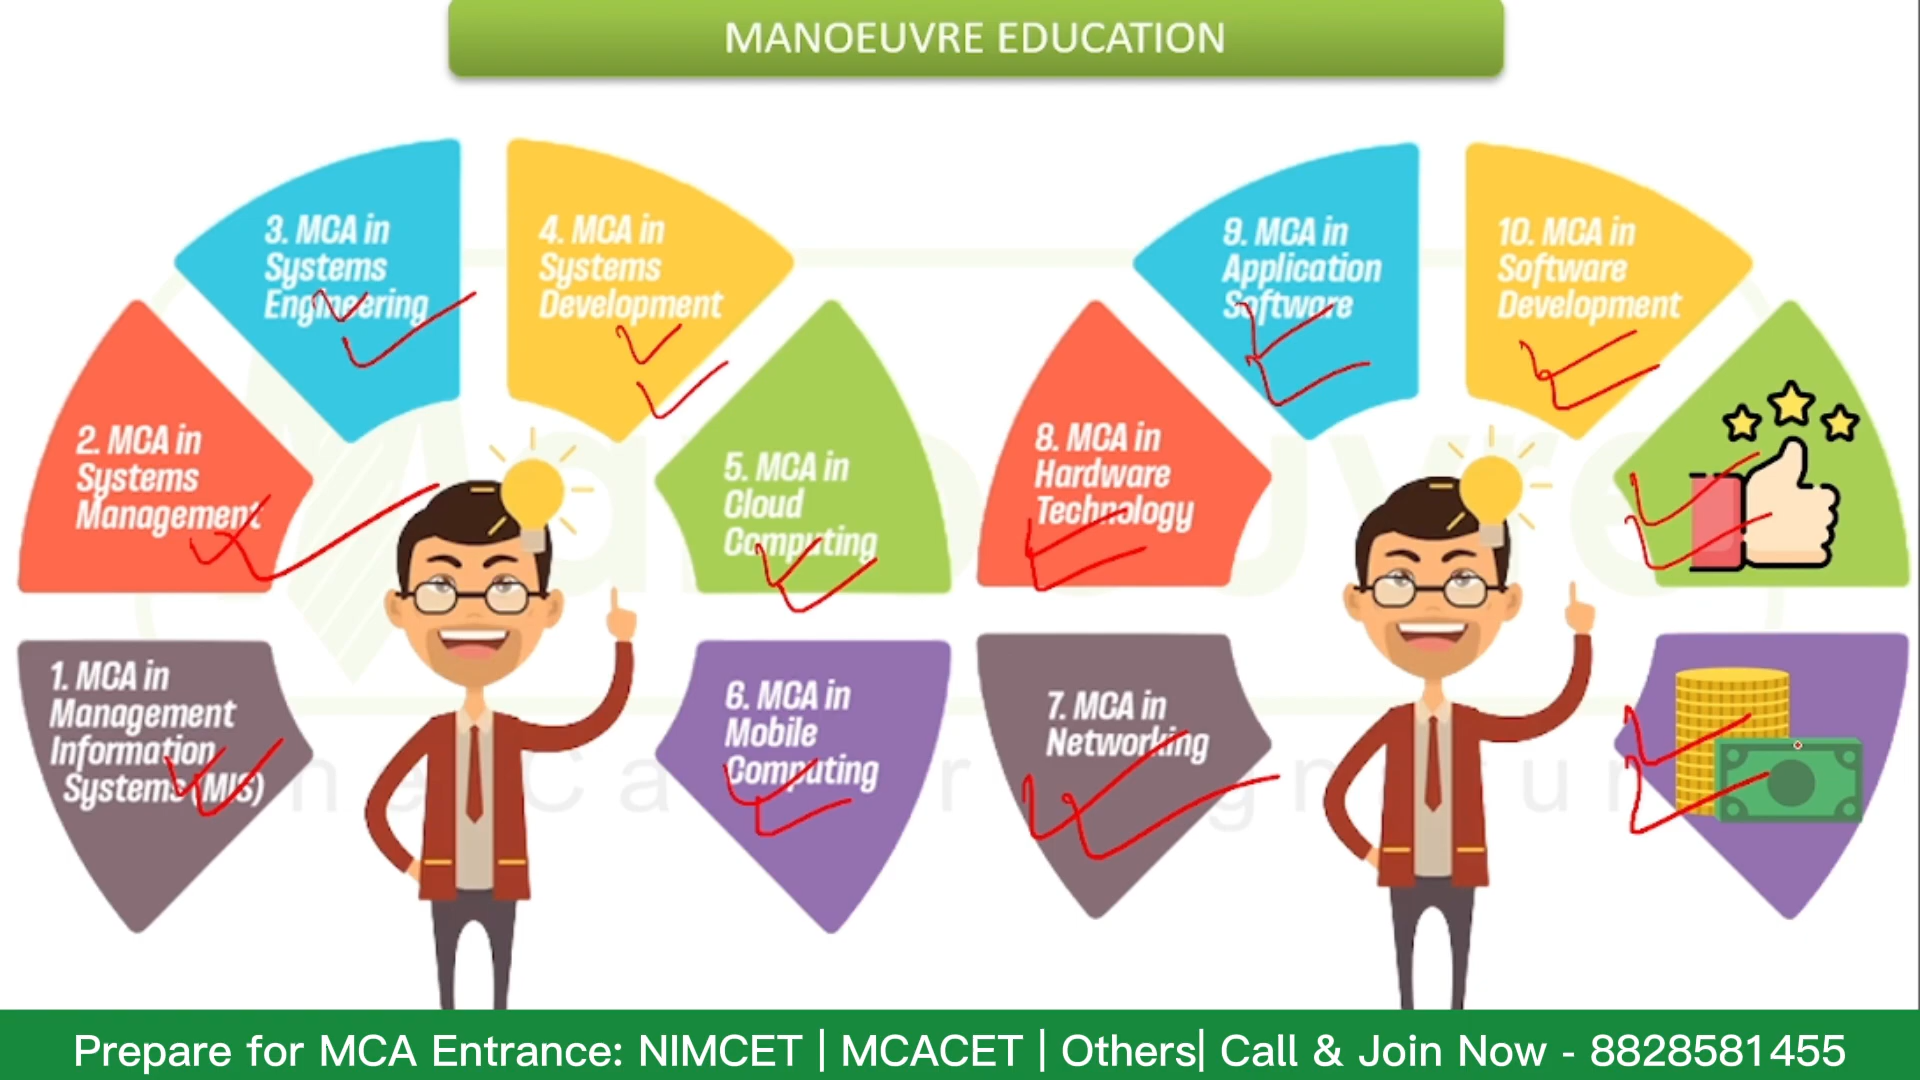 MANOEUVRE EDUCATION
3. MCA in
Systems
Engineering
4. MCA in
Systems
Development
2. MCA in
Systems
Management
5. MCA in
Cloud
Computing
1. MCA in
Management
Information
Systems (MIS)
6. MCA in
Mobile
Computing
9. MCA in
Application
Software
10. MCA in
Software
Development
8. MCA in
Hardware
Technology
7. MCA in
Networking
Prepare for MCA Entrance: NIMCET | MCACET | Others| Call & Join Now - 8828581455